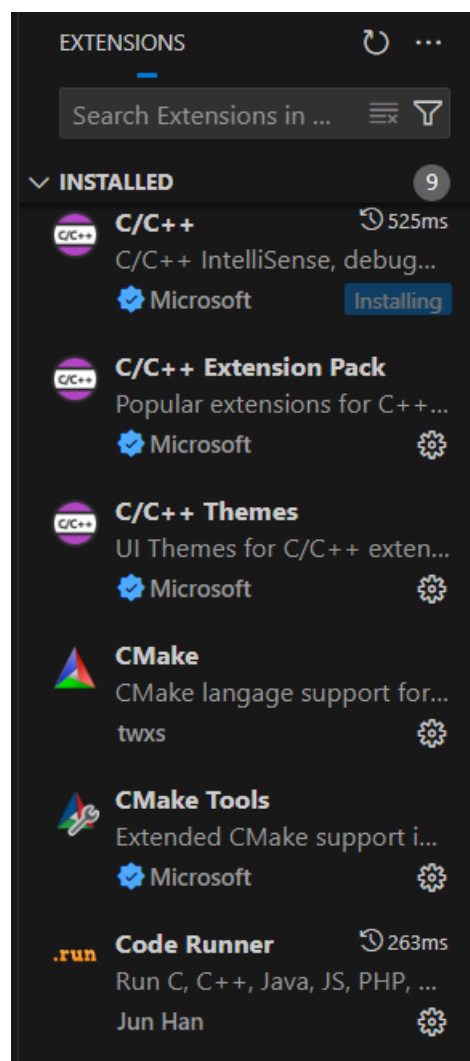 EXTENSIONS
Search Extensions in ...
INSTALLED 9
C/C++ C/C++ 525ms
C/C++ IntelliSense, debug...
Microsoft Installing
C/C++ C/C++ Extension Pack
Popular extensions for C++...
Microsoft
C/C++ C/C++ Themes
UI Themes for C/C++ exten...
Microsoft
CMake
CMake langage support for...
twxs
CMake Tools
Extended CMake support i...
Microsoft
.run Code Runner 263ms
Run C, C++, Java, JS, PHP, ...
Jun Han